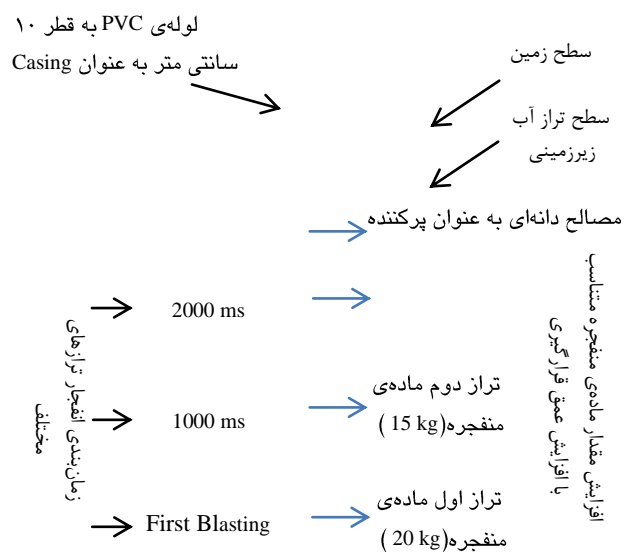 لوله‌ی PVC به قطر ۱۰
سانتی متر به عنوان Casing
سطح زمین
سطح تراز آب
زیرزمینی
مصالح دانه‌ای به عنوان پرکننده
2000 ms
1000 ms
First Blasting
تراز دوم ماده‌ی
منفجره(15 kg )
تراز اول ماده‌ی
منفجره(20 kg )
زمان‌بندی انفجار ترازهای
مختلف
افزایش مقدار ماده‌ی منفجره متناسب
با افزایش عمق قرارگیری